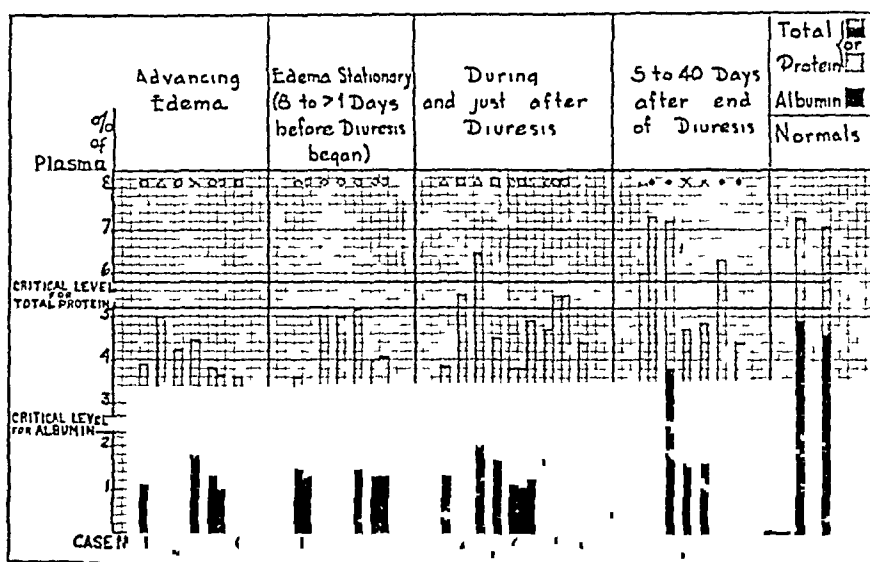 Advancing
Edema
Edema Stationary
(8 to >1 Days
before Diuresis
began)
During
and just after
Diuresis
5 to 40 Days
after end
of Diuresis
Total
or
Protein
Albumin
Normals
% of
Plasma
8
7
6
CRITICAL LEVEL
FOR
TOTAL PROTEIN
5
4
3
CRITICAL LEVEL
FOR ALBUMIN
2
1
CASE